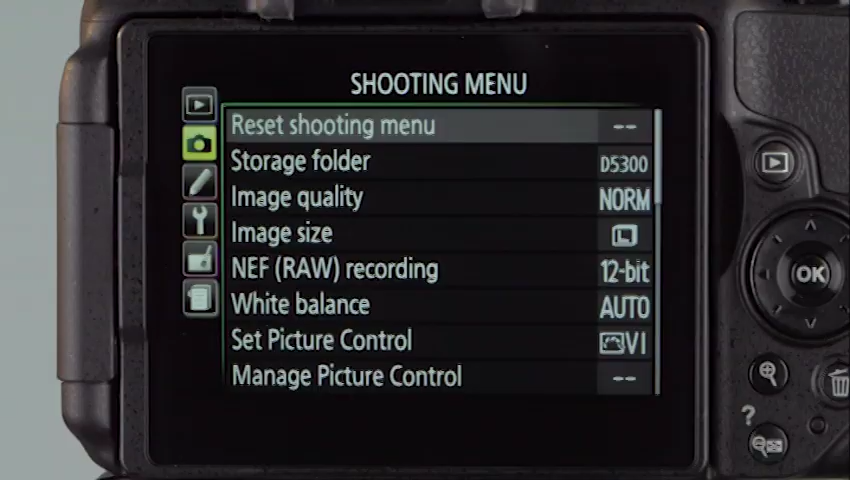 SHOOTING MENU
Reset shooting menu --
Storage folder D5300
Image quality NORM
Image size L
NEF (RAW) recording 12-bit
White balance AUTO
Set Picture Control VI
Manage Picture Control --
OK
?